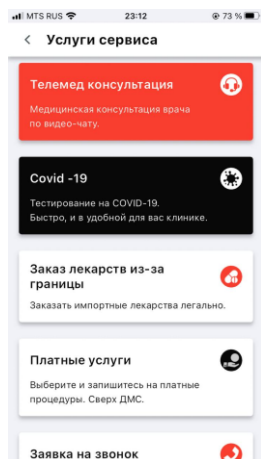 MTS RUS 23:12 73 %
Услуги сервиса
Телемед консультация
Медицинская консультация врача
по видео-чату.
Covid -19
Тестирование на COVID-19.
Быстро, и в удобной для вас клинике.
Заказ лекарств из-за
границы
Заказать импортные лекарства легально.
Платные услуги
Выберите и запишитесь на платные
процедуры. Сверх ДМС.
Заявка на звонок